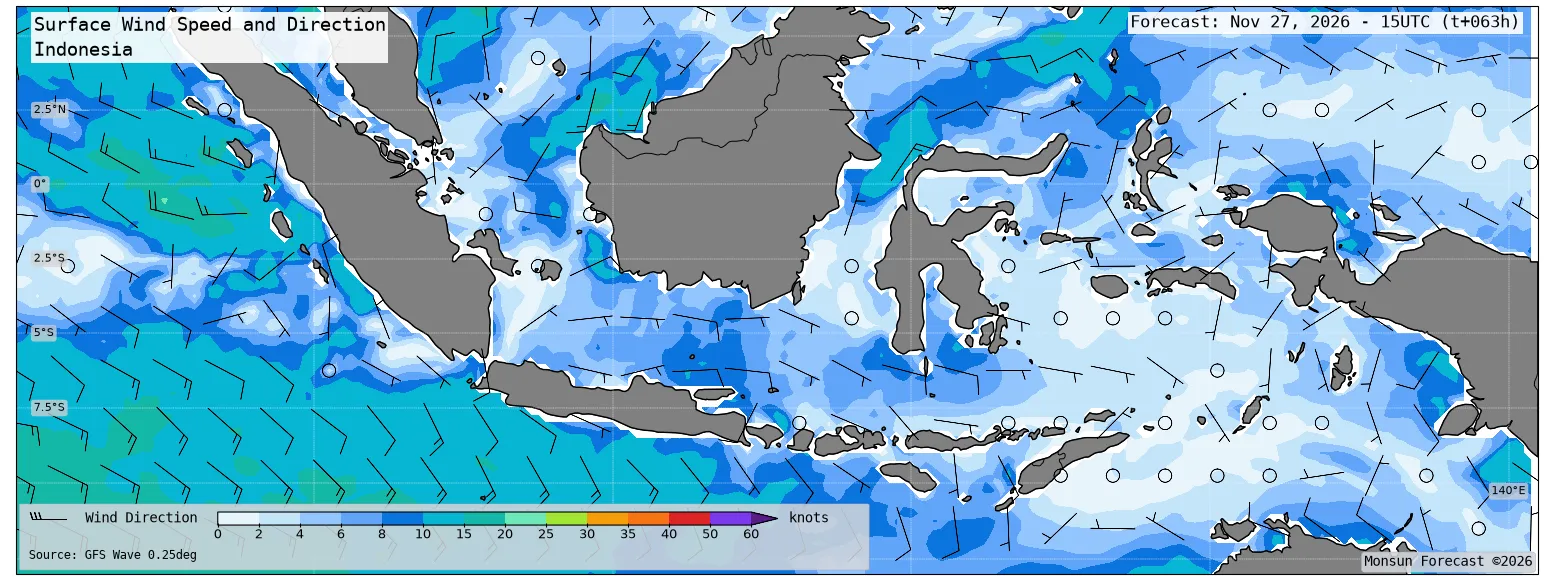 Surface Wind Speed and Direction
Indonesia
Forecast: Nov 27, 2026 - 15UTC (t+063h)
2.5°N
0°
2.5°S
5°S
7.5°S
140°E
Wind Direction
knots
0 2 4 6 8 10 15 20 25 30 35 40 50 60
Source: GFS Wave 0.25deg
Monsun Forecast ©2026